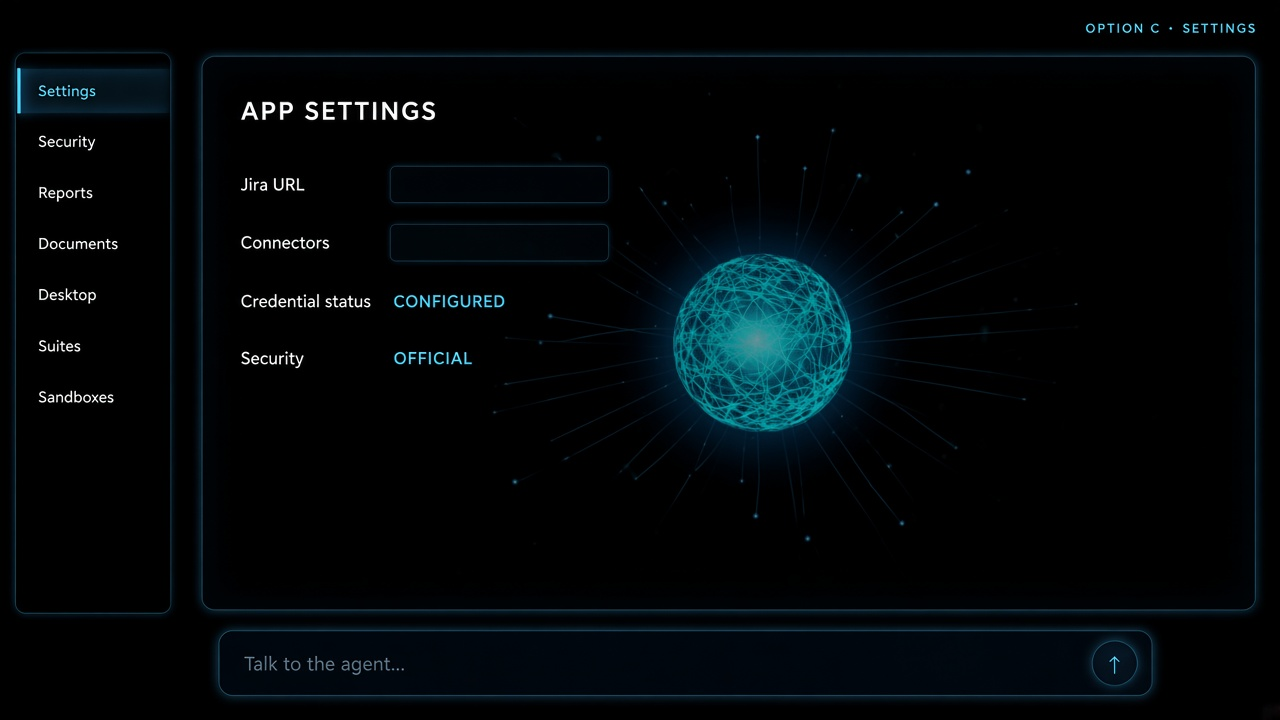 OPTION C • SETTINGS
Settings
Security
Reports
Documents
Desktop
Suites
Sandboxes
APP SETTINGS
Jira URL
Connectors
Credential status CONFIGURED
Security OFFICIAL
Talk to the agent...